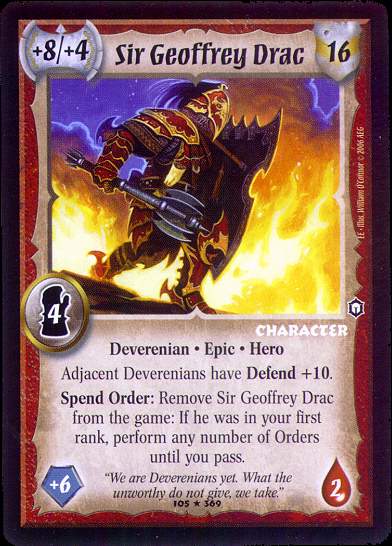 +8/+4
Sir Geoffrey Drac
16
I.E. • Illus. William O'Connor © 2006 AEG
4
CHARACTER
Deverenian • Epic • Hero
Adjacent Deverenians have Defend +10.
Spend Order: Remove Sir Geoffrey Drac
from the game: If he was in your first
rank, perform any number of Orders
until you pass.
+6
"We are Deverenians yet. What the
unworthy do not give, we take."
105 ★ 369
2